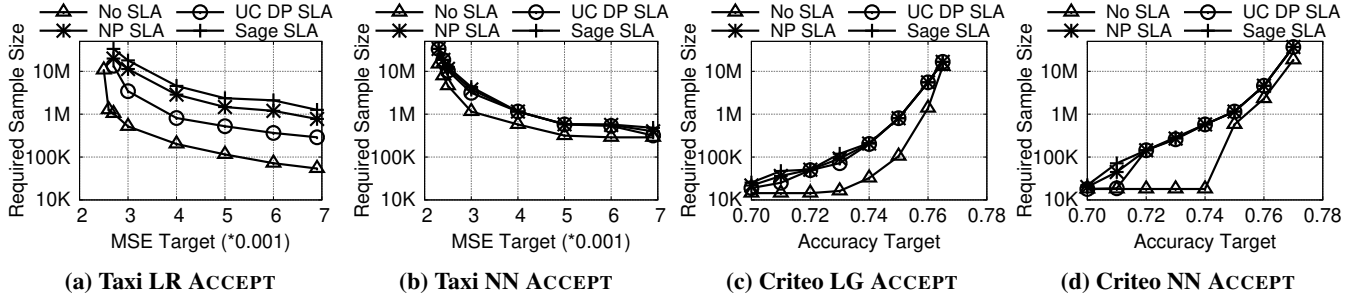 No SLA UC DP SLA
NP SLA Sage SLA
Required Sample Size
10M
1M
100K
10K
2 3 4 5 6 7
MSE Target (*0.001)
(a) Taxi LR ACCEPT
No SLA UC DP SLA
NP SLA Sage SLA
Required Sample Size
10M
1M
100K
10K
2 3 4 5 6 7
MSE Target (*0.001)
(b) Taxi NN ACCEPT
No SLA UC DP SLA
NP SLA Sage SLA
Required Sample Size
10M
1M
100K
10K
0.70 0.72 0.74 0.76 0.78
Accuracy Target
(c) Criteo LG ACCEPT
No SLA UC DP SLA
NP SLA Sage SLA
Required Sample Size
10M
1M
100K
10K
0.70 0.72 0.74 0.76 0.78
Accuracy Target
(d) Criteo NN ACCEPT